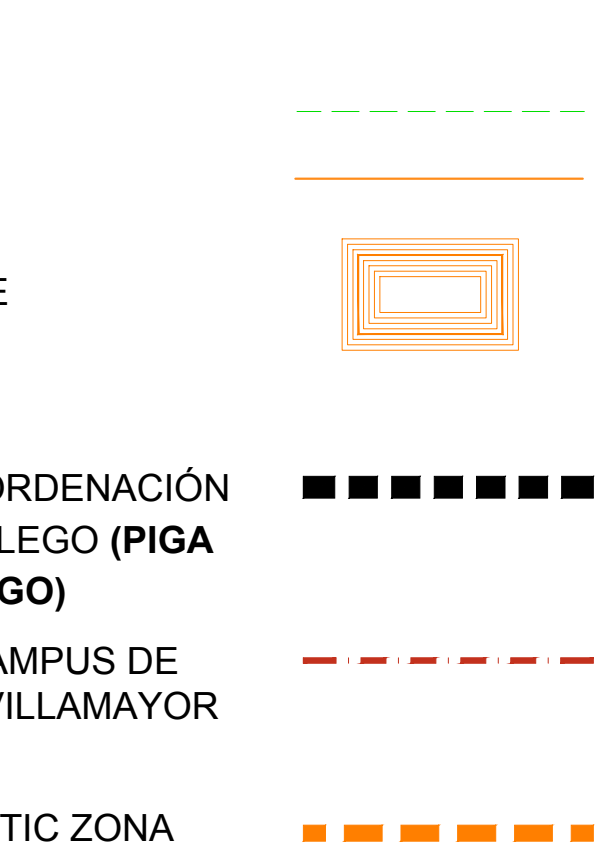 E
ORDENACIÓN
LEGO (PIGA
GO)
AMPUS DE
VILLAMAYOR
TIC ZONA